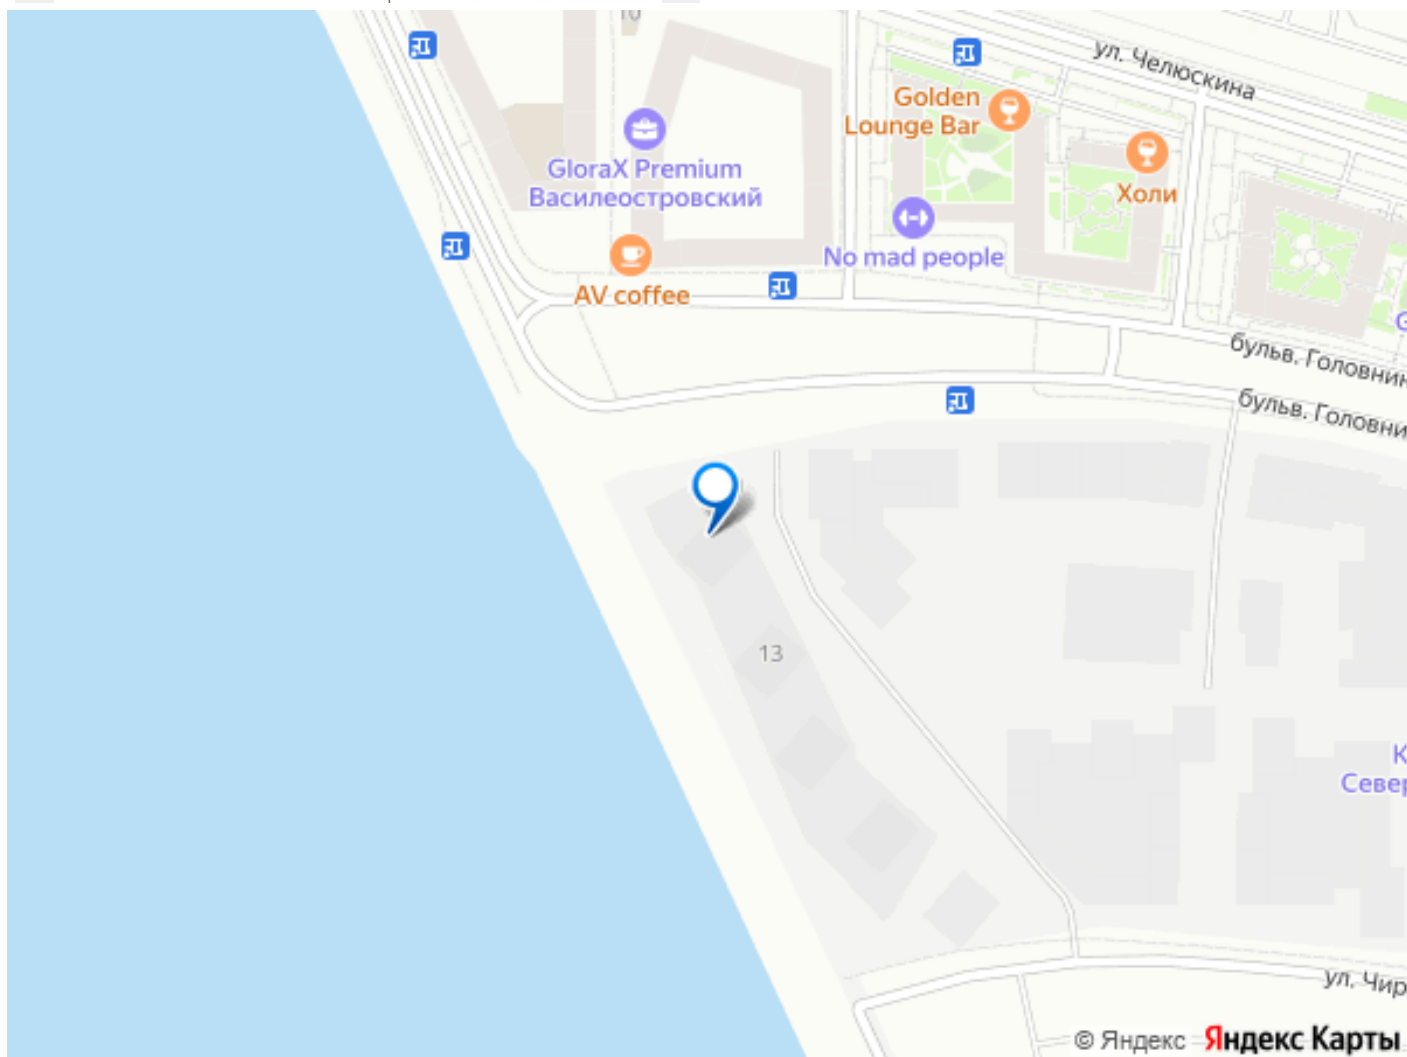 ул. Челюскина
Golden
Lounge Bar
Холи
GloraX Premium
Василеостровский
No mad people
AV coffee
бульв. Головнин
бульв. Головни
13
К
Север
ул. Чир
© Яндекс Яндекс Карты